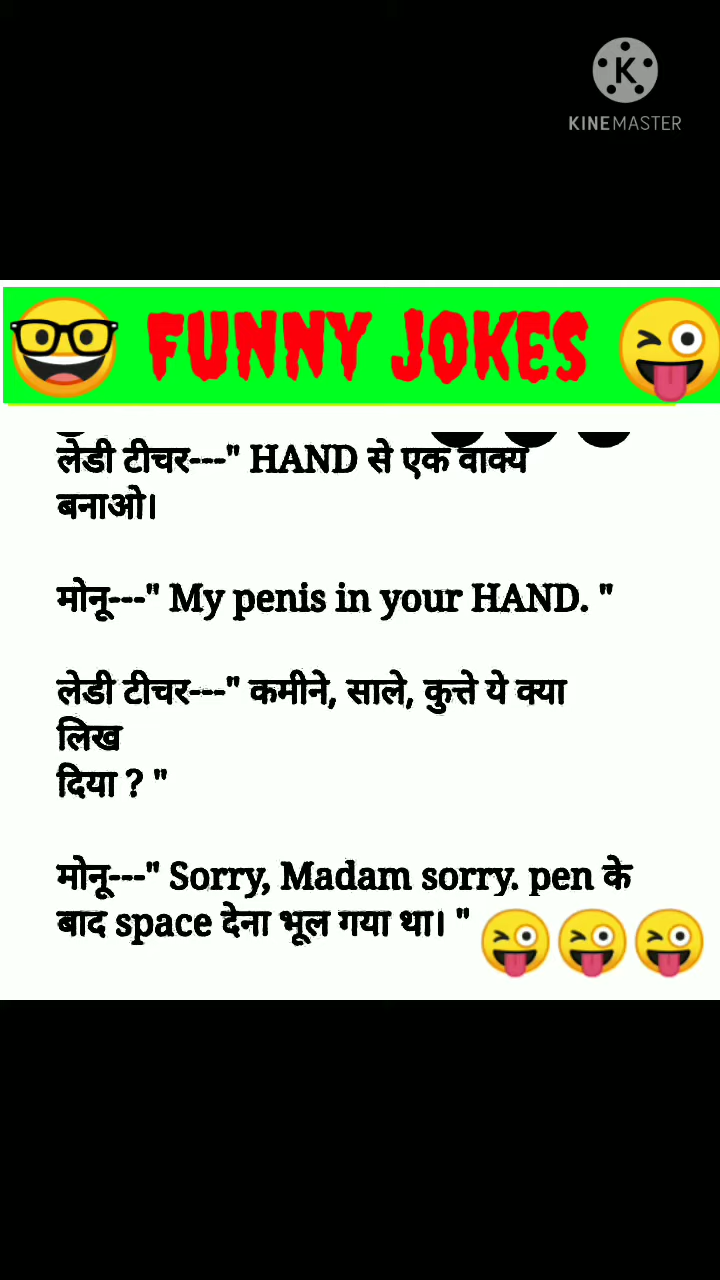 KINEMASTER
FUNNY JOKES
लेडी टीचर---" HAND से एक वाक्य
बनाओ।
मोनू---" My penis in your HAND. "
लेडी टीचर---" कमीने, साले, कुत्ते ये क्या
लिख
दिया ? "
मोनू---" Sorry, Madam sorry. pen के
बाद space देना भूल गया था। "